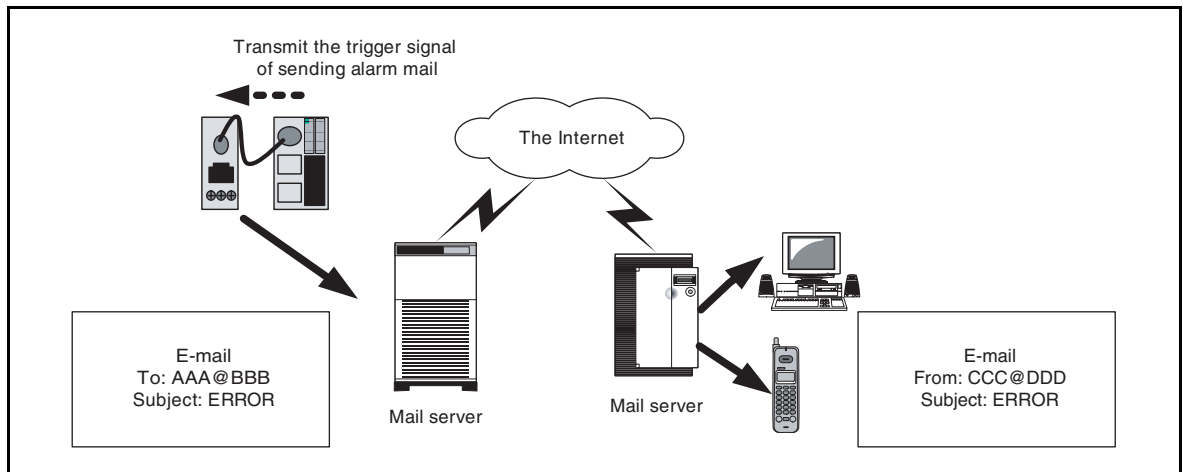 Transmit the trigger signal
of sending alarm mail
The Internet
E-mail
To: AAA@BBB
Subject: ERROR
Mail server
Mail server
E-mail
From: CCC@DDD
Subject: ERROR